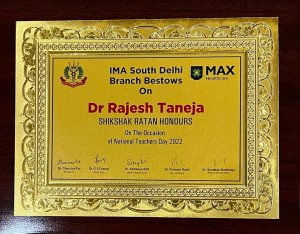 IMA South Delhi
Branch Bestows
On
MAX
Healthcare
Dr Rajesh Taneja
SHIKSHAK RATAN HONOURS
On The Occasion
of National Teachers Day 2022